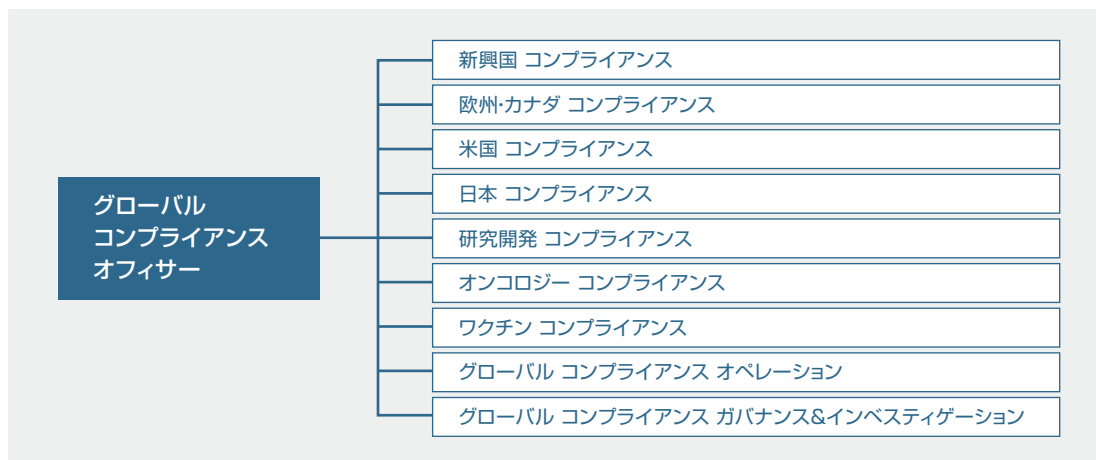 グローバル
コンプライアンス
オフィサー
新興国 コンプライアンス
欧州・カナダ コンプライアンス
米国 コンプライアンス
日本 コンプライアンス
研究開発 コンプライアンス
オンコロジー コンプライアンス
ワクチン コンプライアンス
グローバル コンプライアンス オペレーション
グローバル コンプライアンス ガバナンス&インベスティゲーション